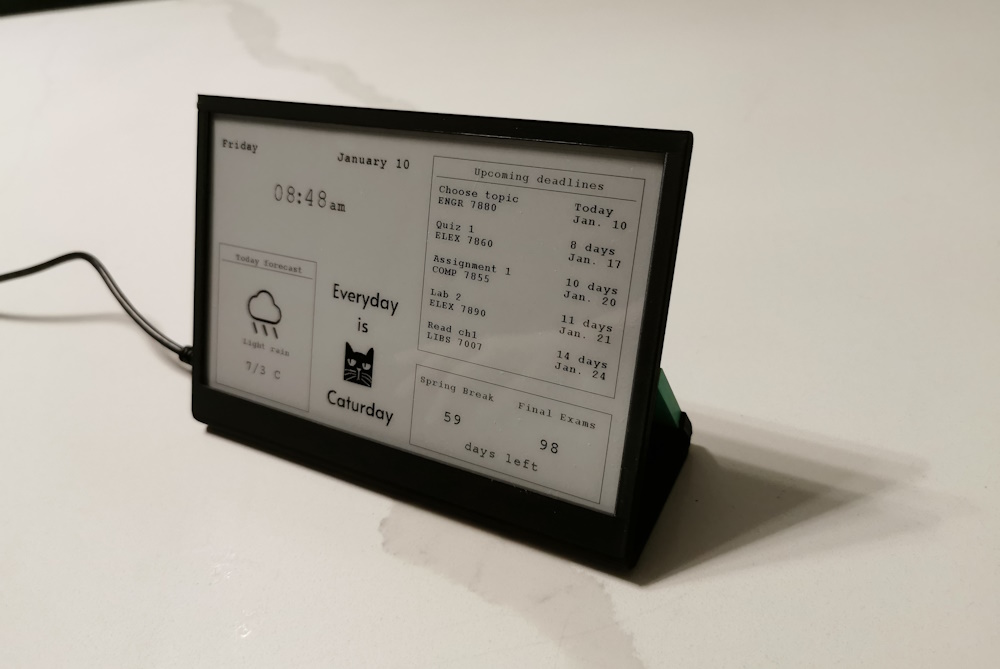 Friday
January 10
08:48am
Today forecast
Light rain
7/3 C
Everyday
is
Caturday
Upcoming deadlines
Choose topic Today
ENGR 7880 Jan. 10
Quiz 1 8 days
ELEX 7860 Jan. 17
Assignment 1 10 days
COMP 7855 Jan. 20
Lab 2 11 days
ELEX 7890 Jan. 21
Read ch1 14 days
LIBS 7007 Jan. 24
Spring Break Final Exams
59 98
days left